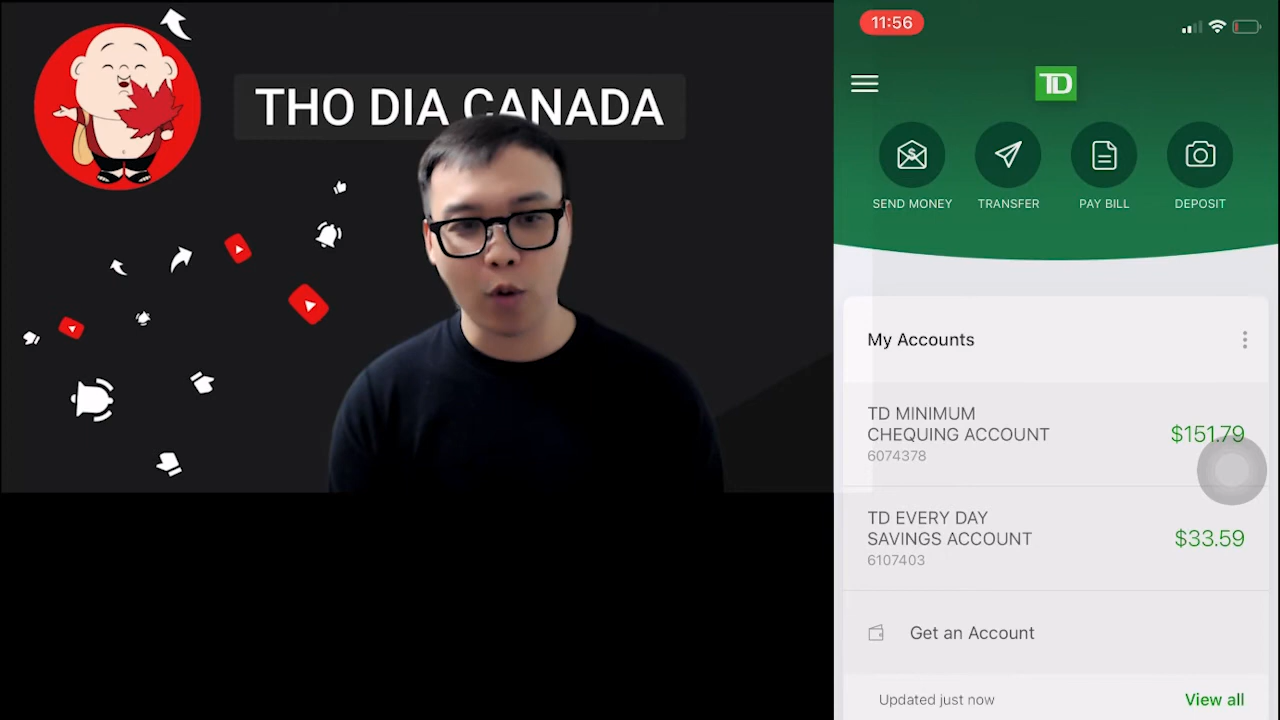 THO DIA CANADA
11:56
TD
SEND MONEY
TRANSFER
PAY BILL
DEPOSIT
My Accounts
TD MINIMUM
CHEQUING ACCOUNT
$151.79
6074378
TD EVERY DAY
SAVINGS ACCOUNT
$33.59
6107403
Get an Account
Updated just now
View all